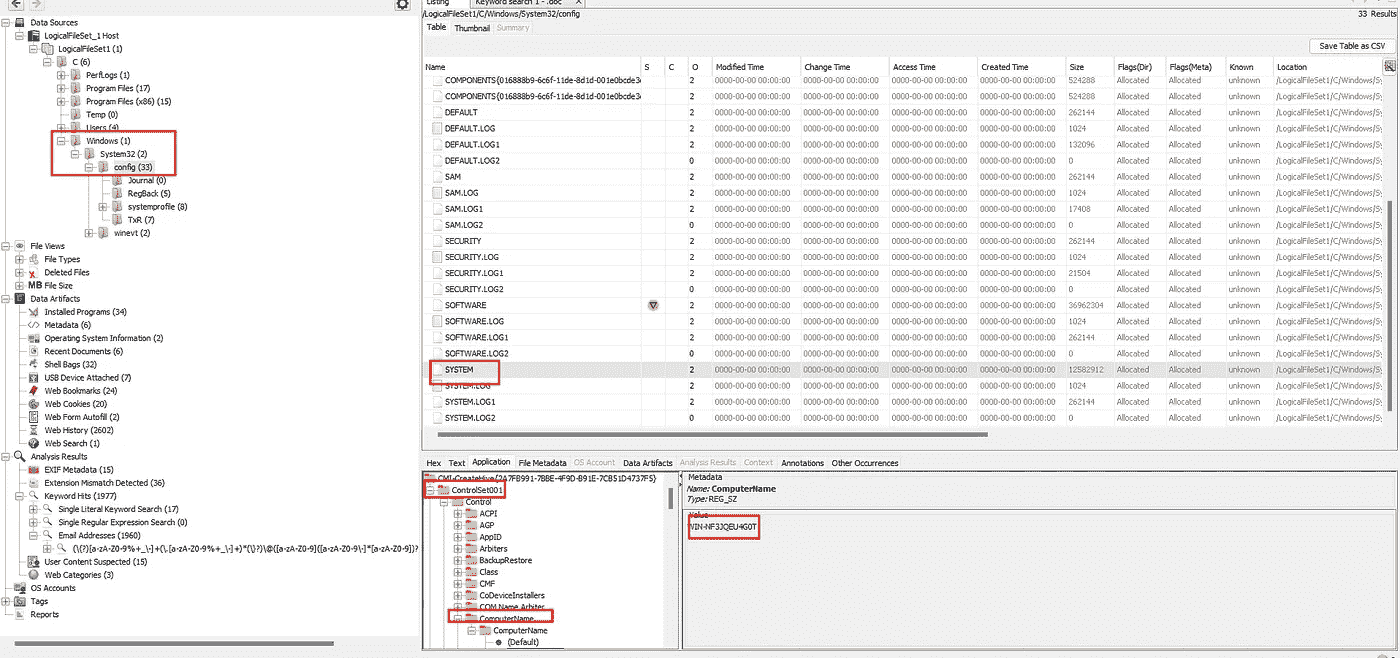 Listing
Keyword search 1 - .doc
×
/LogicalFileSet1/C/Windows/System32/config
33 Results
Table
Thumbnail
Summary
Save Table as CSV
Data Sources
LogicalFileSet_1 Host
LogicalFileSet1 (1)
C (6)
PerfLogs (1)
Program Files (17)
Program Files (x86) (15)
Temp (0)
Users (4)
Windows (1)
System32 (2)
config (33)
Journal (0)
RegBack (5)
systemprofile (8)
TxR (7)
winevt (2)
File Views
File Types
Deleted Files
MB File Size
Data Artifacts
Installed Programs (34)
Metadata (6)
Operating System Information (2)
Recent Documents (6)
Shell Bags (32)
USB Device Attached (7)
Web Bookmarks (24)
Web Cookies (20)
Web Form Autofill (2)
Web History (2602)
Web Search (1)
Analysis Results
EXIF Metadata (15)
Extension Mismatch Detected (36)
Keyword Hits (1977)
Single Literal Keyword Search (17)
Single Regular Expression Search (0)
Email Addresses (1960)
(\{?)[a-zA-Z0-9%+_\-]+(\.[a-zA-Z0-9%+_\-]+)*(\}?)\@([a-zA-Z0-9]([a-zA-Z0-9\-]*[a-zA-Z0-9])?
User Content Suspected (15)
Web Categories (3)
OS Accounts
Tags
Reports
Name S C O Modified Time Change Time Access Time Created Time Size Flags(Dir) Flags(Meta) Known Location
COMPONENTS{016888b9-6c6f-11de-8d1d-001e0bcde3 2 0000-00-00 00:00:00 0000-00-00 00:00:00 0000-00-00 00:00:00 0000-00-00 00:00:00 524288 Allocated Allocated unknown /LogicalFileSet1/C/Windows/Sy
COMPONENTS{016888b9-6c6f-11de-8d1d-001e0bcde3 2 0000-00-00 00:00:00 0000-00-00 00:00:00 0000-00-00 00:00:00 0000-00-00 00:00:00 524288 Allocated Allocated unknown /LogicalFileSet1/C/Windows/Sy
DEFAULT 2 0000-00-00 00:00:00 0000-00-00 00:00:00 0000-00-00 00:00:00 0000-00-00 00:00:00 262144 Allocated Allocated unknown /LogicalFileSet1/C/Windows/Sy
DEFAULT.LOG 2 0000-00-00 00:00:00 0000-00-00 00:00:00 0000-00-00 00:00:00 0000-00-00 00:00:00 1024 Allocated Allocated unknown /LogicalFileSet1/C/Windows/Sy
DEFAULT.LOG1 2 0000-00-00 00:00:00 0000-00-00 00:00:00 0000-00-00 00:00:00 0000-00-00 00:00:00 132096 Allocated Allocated unknown /LogicalFileSet1/C/Windows/Sy
DEFAULT.LOG2 0 0000-00-00 00:00:00 0000-00-00 00:00:00 0000-00-00 00:00:00 0000-00-00 00:00:00 0 Allocated Allocated unknown /LogicalFileSet1/C/Windows/Sy
SAM 2 0000-00-00 00:00:00 0000-00-00 00:00:00 0000-00-00 00:00:00 0000-00-00 00:00:00 262144 Allocated Allocated unknown /LogicalFileSet1/C/Windows/Sy
SAM.LOG 2 0000-00-00 00:00:00 0000-00-00 00:00:00 0000-00-00 00:00:00 0000-00-00 00:00:00 1024 Allocated Allocated unknown /LogicalFileSet1/C/Windows/Sy
SAM.LOG1 2 0000-00-00 00:00:00 0000-00-00 00:00:00 0000-00-00 00:00:00 0000-00-00 00:00:00 17408 Allocated Allocated unknown /LogicalFileSet1/C/Windows/Sy
SAM.LOG2 0 0000-00-00 00:00:00 0000-00-00 00:00:00 0000-00-00 00:00:00 0000-00-00 00:00:00 0 Allocated Allocated unknown /LogicalFileSet1/C/Windows/Sy
SECURITY 2 0000-00-00 00:00:00 0000-00-00 00:00:00 0000-00-00 00:00:00 0000-00-00 00:00:00 262144 Allocated Allocated unknown /LogicalFileSet1/C/Windows/Sy
SECURITY.LOG 2 0000-00-00 00:00:00 0000-00-00 00:00:00 0000-00-00 00:00:00 0000-00-00 00:00:00 1024 Allocated Allocated unknown /LogicalFileSet1/C/Windows/Sy
SECURITY.LOG1 2 0000-00-00 00:00:00 0000-00-00 00:00:00 0000-00-00 00:00:00 0000-00-00 00:00:00 21504 Allocated Allocated unknown /LogicalFileSet1/C/Windows/Sy
SECURITY.LOG2 0 0000-00-00 00:00:00 0000-00-00 00:00:00 0000-00-00 00:00:00 0000-00-00 00:00:00 0 Allocated Allocated unknown /LogicalFileSet1/C/Windows/Sy
SOFTWARE 2 0000-00-00 00:00:00 0000-00-00 00:00:00 0000-00-00 00:00:00 0000-00-00 00:00:00 36962304 Allocated Allocated unknown /LogicalFileSet1/C/Windows/Sy
SOFTWARE.LOG 2 0000-00-00 00:00:00 0000-00-00 00:00:00 0000-00-00 00:00:00 0000-00-00 00:00:00 1024 Allocated Allocated unknown /LogicalFileSet1/C/Windows/Sy
SOFTWARE.LOG1 2 0000-00-00 00:00:00 0000-00-00 00:00:00 0000-00-00 00:00:00 0000-00-00 00:00:00 262144 Allocated Allocated unknown /LogicalFileSet1/C/Windows/Sy
SOFTWARE.LOG2 0 0000-00-00 00:00:00 0000-00-00 00:00:00 0000-00-00 00:00:00 0000-00-00 00:00:00 0 Allocated Allocated unknown /LogicalFileSet1/C/Windows/Sy
SYSTEM 2 0000-00-00 00:00:00 0000-00-00 00:00:00 0000-00-00 00:00:00 0000-00-00 00:00:00 12582912 Allocated Allocated unknown /LogicalFileSet1/C/Windows/Sy
SYSTEM.LOG 2 0000-00-00 00:00:00 0000-00-00 00:00:00 0000-00-00 00:00:00 0000-00-00 00:00:00 1024 Allocated Allocated unknown /LogicalFileSet1/C/Windows/Sy
SYSTEM.LOG1 2 0000-00-00 00:00:00 0000-00-00 00:00:00 0000-00-00 00:00:00 0000-00-00 00:00:00 262144 Allocated Allocated unknown /LogicalFileSet1/C/Windows/Sy
SYSTEM.LOG2 0 0000-00-00 00:00:00 0000-00-00 00:00:00 0000-00-00 00:00:00 0000-00-00 00:00:00 0 Allocated Allocated unknown /LogicalFileSet1/C/Windows/Sy
Hex Text Application File Metadata OS Account Data Artifacts Analysis Results Context Annotations Other Occurrences
CMI-CreateHive{2A7FB991-7BBE-4F9D-B91E-7CB51D4737F5}
ControlSet001
Control
ACPI
AGP
AppID
Arbiters
BackupRestore
Class
CMF
CoDeviceInstallers
COM Name Arbiter
ComputerName
ComputerName
(Default)
Metadata
Name: ComputerName
Type: REG_SZ
Value
WIN-NF3JQEU4G0T